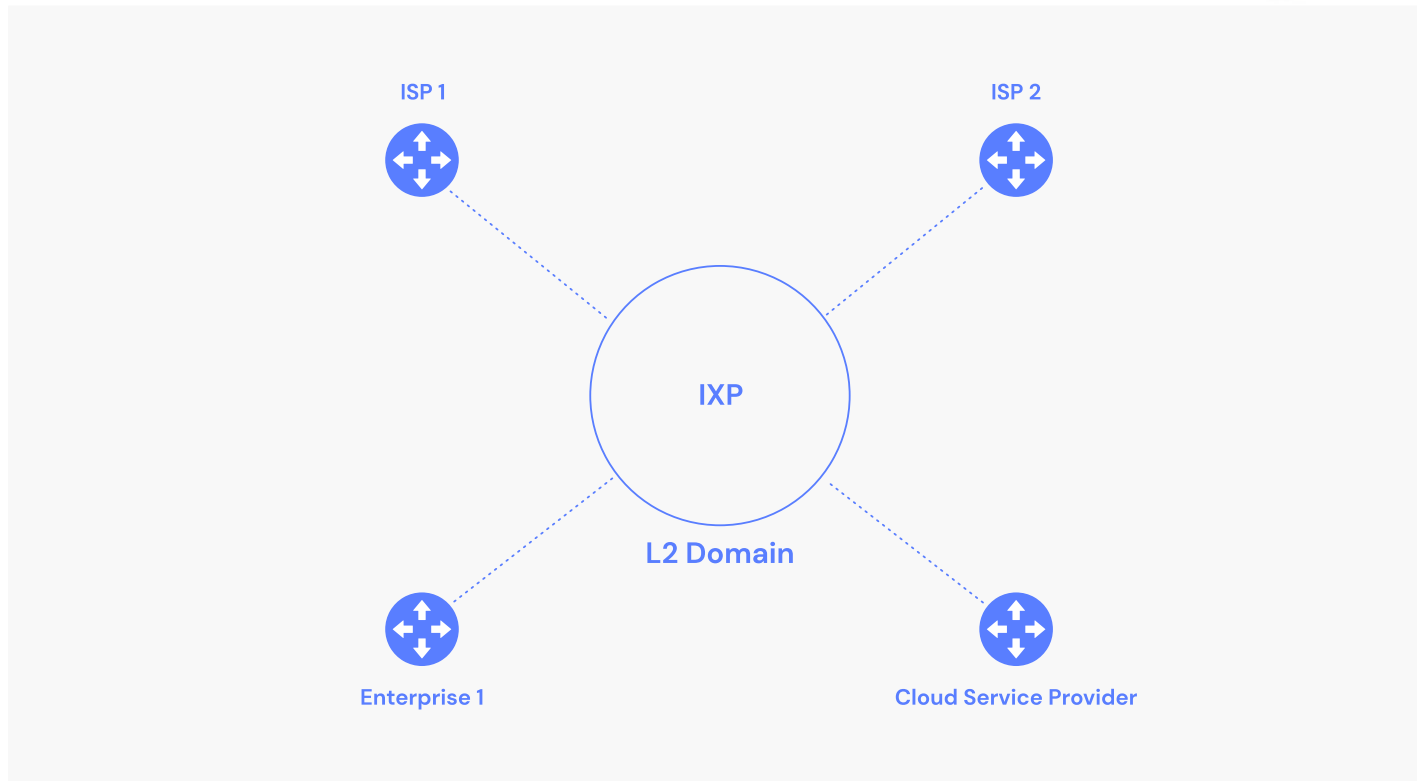 ISP 1
ISP 2
IXP
L2 Domain
Enterprise 1
Cloud Service Provider